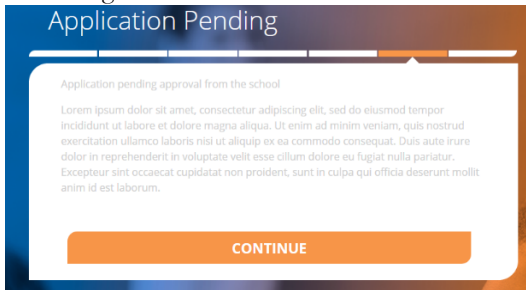 Application Pending
Application pending approval from the school
Lorem ipsum dolor sit amet, consectetur adipiscing elit, sed do eiusmod tempor
incididunt ut labore et dolore magna aliqua. Ut enim ad minim veniam, quis nostrud
exercitation ullamco laboris nisi ut aliquip ex ea commodo consequat. Duis aute irure
dolor in reprehenderit in voluptate velit esse cillum dolore eu fugiat nulla pariatur.
Excepteur sint occaecat cupidatat non proident, sunt in culpa qui officia deserunt mollit
anim id est laborum.
CONTINUE